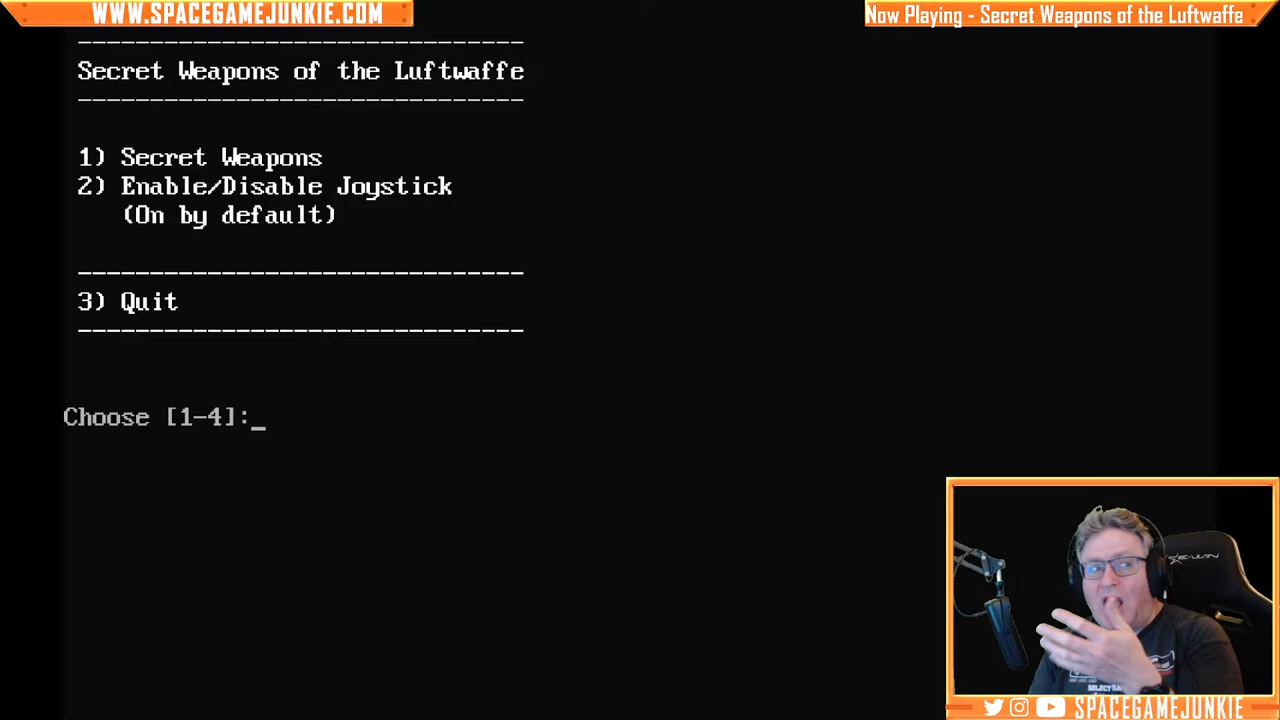 WWW.SPACEGAMEJUNKIE.COM
Now Playing - Secret Weapons of the Luftwaffe
-------------------------------
Secret Weapons of the Luftwaffe
-------------------------------
1) Secret Weapons
2) Enable/Disable Joystick
(On by default)
-------------------------------
3) Quit
-------------------------------
Choose [1-4]:_
SPACEGAMEJUNKIE